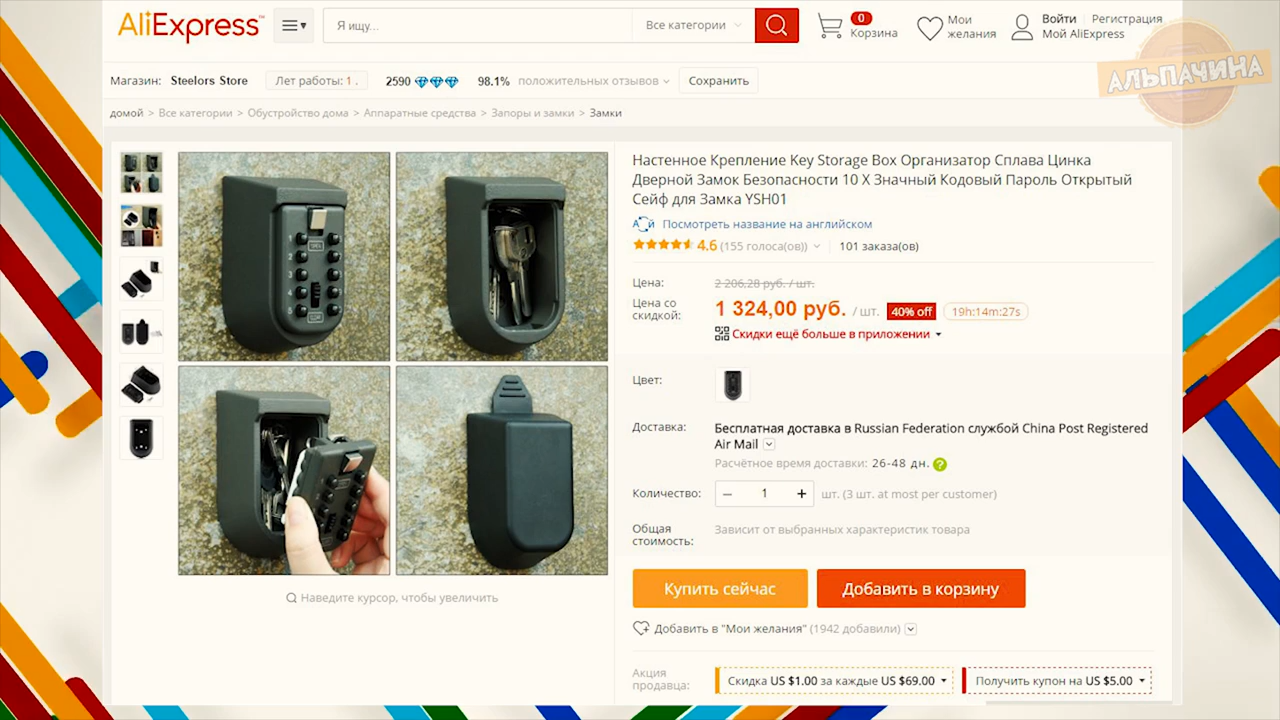 AliExpress™
Я ищу...
Все категории
0
Корзина
Мои
желания
Войти | Регистрация
Мой AliExpress
АЛЬПАЧИНА
Магазин: Steelors Store
Лет работы: 1 .
2590
98.1% положительных отзывов
Сохранить
домой > Все категории > Обустройство дома > Аппаратные средства > Запоры и замки > Замки
Настенное Крепление Key Storage Box Организатор Сплава Цинка
Дверной Замок Безопасности 10 X Значный Кодовый Пароль Открытый
Сейф для Замка YSH01
Посмотреть название на английском
4.6 (155 голоса(ов))
101 заказа(ов)
Цена: 2 206,28 руб. / шт.
Цена со
скидкой:
1 324,00 руб. / шт.
40% off
19h:14m:27s
Скидки ещё больше в приложении
Цвет:
Доставка: Бесплатная доставка в Russian Federation службой China Post Registered
Air Mail
Расчётное время доставки: 26-48 дн. ?
Количество: – 1 + шт. (3 шт. at most per customer)
Общая
стоимость:
Зависит от выбранных характеристик товара
Купить сейчас
Добавить в корзину
Наведите курсор, чтобы увеличить
Добавить в "Мои желания" (1942 добавили)
Акция
продавца:
Скидка US $1.00 за каждые US $69.00
Получить купон на US $5.00